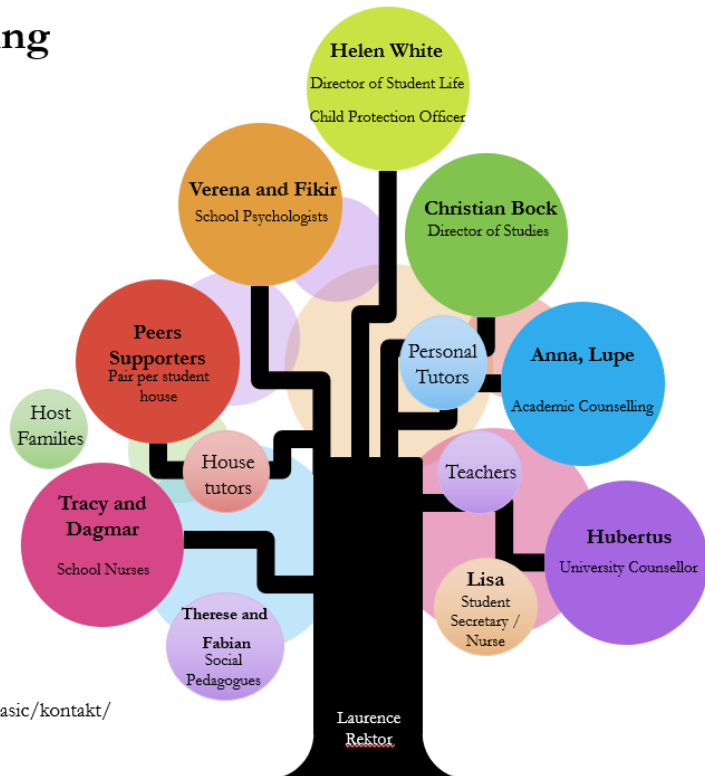 ng
Helen White
Director of Student Life
Child Protection Officer
Verena and Fikir
School Psychologists
Christian Bock
Director of Studies
Peers
Supporters
Pair per student
house
Personal
Tutors
Anna, Lupe
Academic Counselling
Host
Families
House
tutors
Teachers
Tracy and
Dagmar
School Nurses
Hubertus
University Counsellor
Lisa
Student
Secretary /
Nurse
Therese and
Fabian
Social
Pedagogues
asic/kontakt/
Laurence
Rektor